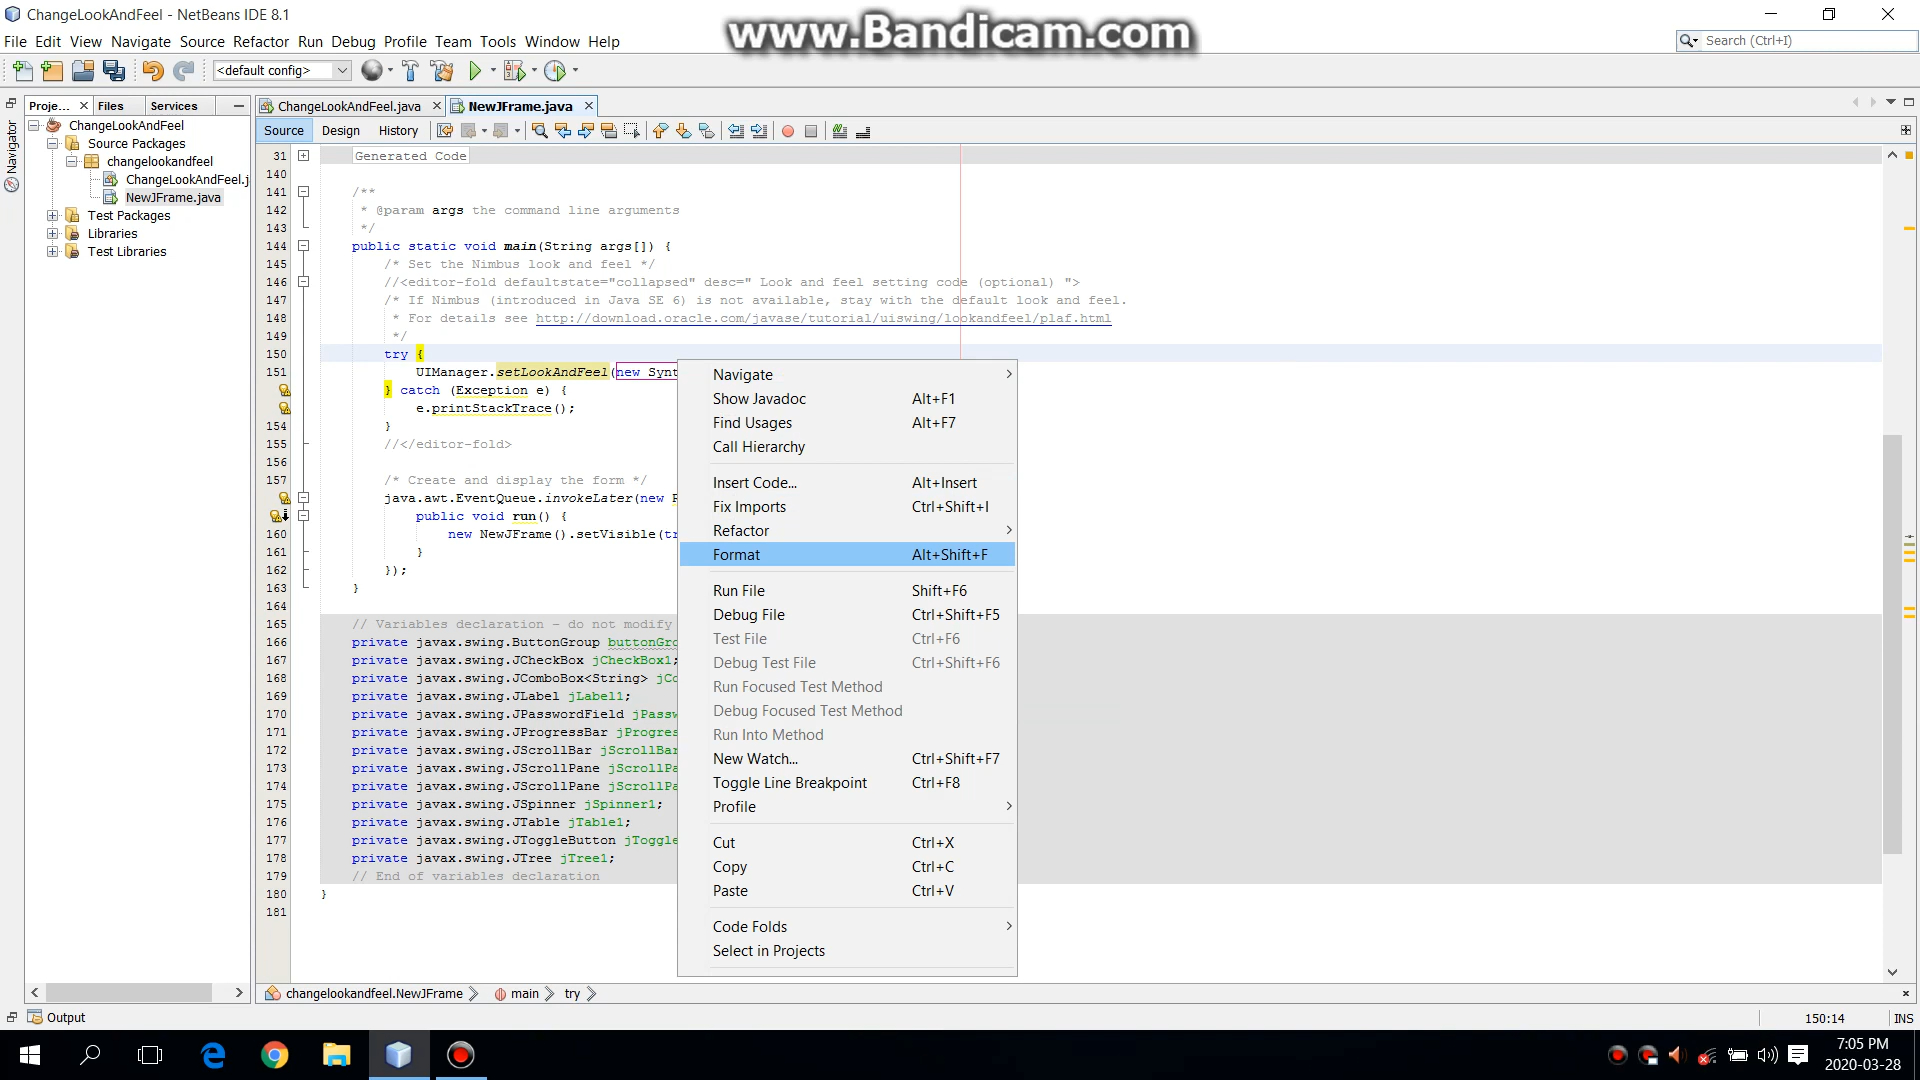 ChangeLookAndFeel - NetBeans IDE 8.1
www.Bandicam.com
File Edit View Navigate Source Refactor Run Debug Profile Team Tools Window Help
Search (Ctrl+I)
<default config>
Proje... Files Services
ChangeLookAndFeel.java NewJFrame.java
Source Design History
Navigator
ChangeLookAndFeel
Source Packages
changelookandfeel
ChangeLookAndFeel.j
NewJFrame.java
Test Packages
Libraries
Test Libraries
31 Generated Code
140
141 /**
142 * @param args the command line arguments
143 */
144 public static void main(String args[]) {
145 /* Set the Nimbus look and feel */
146 //<editor-fold defaultstate="collapsed" desc=" Look and feel setting code (optional) ">
147 /* If Nimbus (introduced in Java SE 6) is not available, stay with the default look and feel.
148 * For details see http://download.oracle.com/javase/tutorial/uiswing/lookandfeel/plaf.html
149 */
150 try {
151 UIManager.setLookAndFeel(new Synt
} catch (Exception e) {
e.printStackTrace();
154 }
155 //</editor-fold>
156
157 /* Create and display the form */
java.awt.EventQueue.invokeLater(new R
public void run() {
160 new NewJFrame().setVisible(tr
161 }
162 });
163 }
164
165 // Variables declaration - do not modify
166 private javax.swing.ButtonGroup buttonGro
167 private javax.swing.JCheckBox jCheckBox1;
168 private javax.swing.JComboBox<String> jCo
169 private javax.swing.JLabel jLabel1;
170 private javax.swing.JPasswordField jPassw
171 private javax.swing.JProgressBar jProgres
172 private javax.swing.JScrollBar jScrollBar
173 private javax.swing.JScrollPane jScrollPa
174 private javax.swing.JScrollPane jScrollPa
175 private javax.swing.JSpinner jSpinner1;
176 private javax.swing.JTable jTable1;
177 private javax.swing.JToggleButton jToggle
178 private javax.swing.JTree jTree1;
179 // End of variables declaration
180 }
181
Navigate
Show Javadoc Alt+F1
Find Usages Alt+F7
Call Hierarchy
Insert Code... Alt+Insert
Fix Imports Ctrl+Shift+I
Refactor
Format Alt+Shift+F
Run File Shift+F6
Debug File Ctrl+Shift+F5
Test File Ctrl+F6
Debug Test File Ctrl+Shift+F6
Run Focused Test Method
Debug Focused Test Method
Run Into Method
New Watch... Ctrl+Shift+F7
Toggle Line Breakpoint Ctrl+F8
Profile
Cut Ctrl+X
Copy Ctrl+C
Paste Ctrl+V
Code Folds
Select in Projects
changelookandfeel.NewJFrame main try
Output
150:14 INS
7:05 PM
2020-03-28